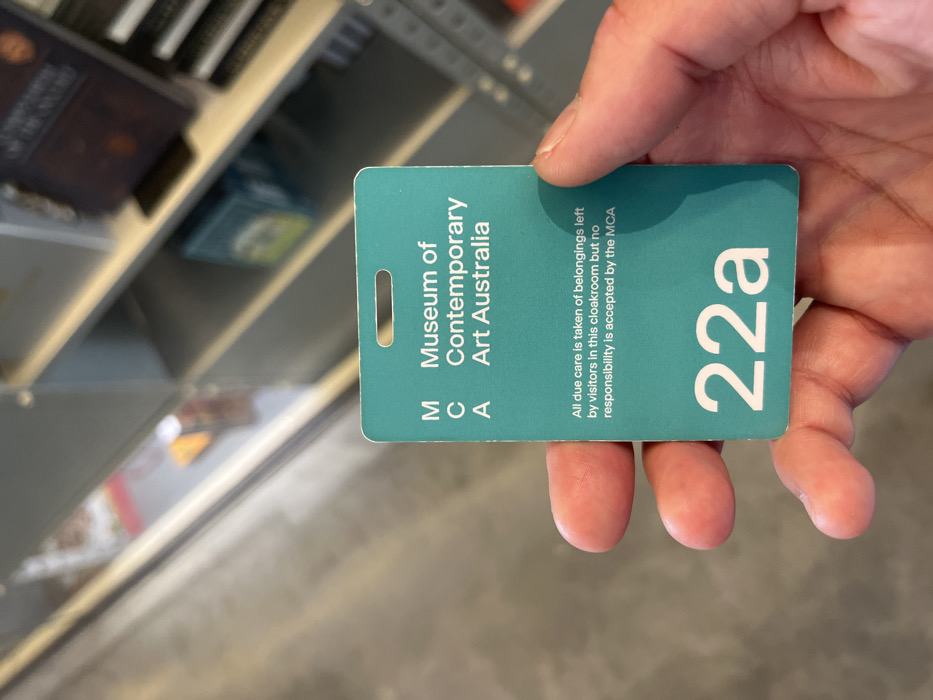 M Museum of
C Contemporary
A Art Australia
All due care is taken of belongings left
by visitors in this cloakroom but no
responsibility is accepted by the MCA
22a